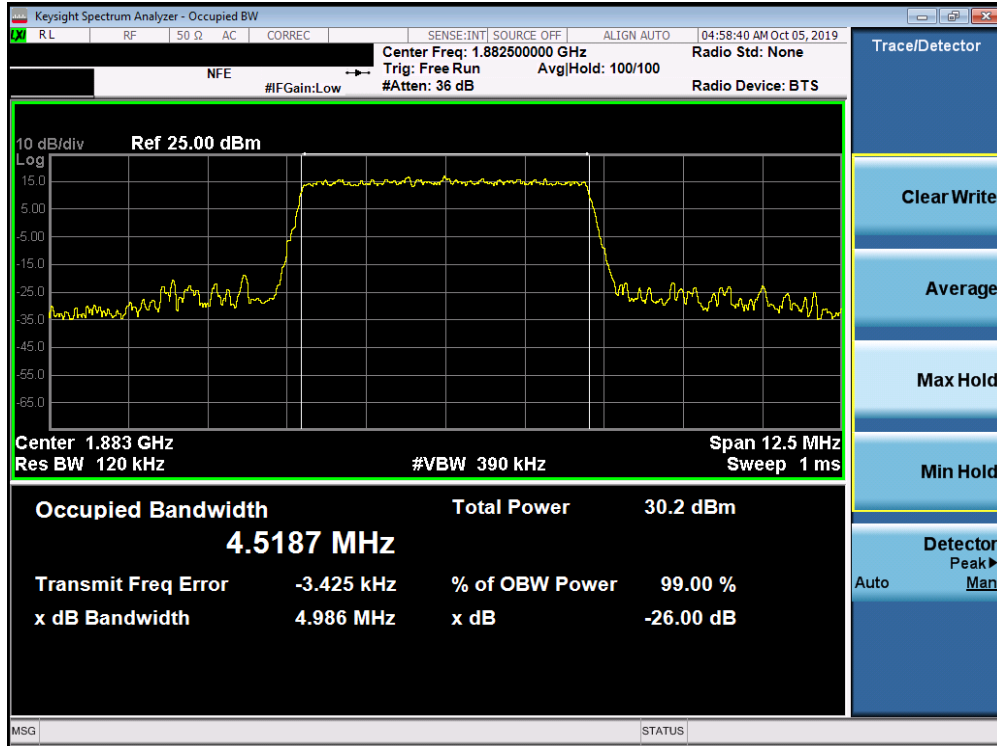 Keysight Spectrum Analyzer - Occupied BW
LXI RL RF 50 Ω AC CORREC SENSE:INT SOURCE OFF ALIGN AUTO 04:58:40 AM Oct 05, 2019
Center Freq: 1.882500000 GHz Radio Std: None
NFE Trig: Free Run Avg|Hold: 100/100
#IFGain:Low #Atten: 36 dB Radio Device: BTS
10 dB/div Ref 25.00 dBm
Log
15.0
5.00
-5.00
-15.0
-25.0
-35.0
-45.0
-55.0
-65.0
Center 1.883 GHz Span 12.5 MHz
Res BW 120 kHz #VBW 390 kHz Sweep 1 ms
Occupied Bandwidth Total Power 30.2 dBm
4.5187 MHz
Transmit Freq Error -3.425 kHz % of OBW Power 99.00 %
x dB Bandwidth 4.986 MHz x dB -26.00 dB
Trace/Detector
Clear Write
Average
Max Hold
Min Hold
Detector
Peak▶
Auto Man
MSG STATUS